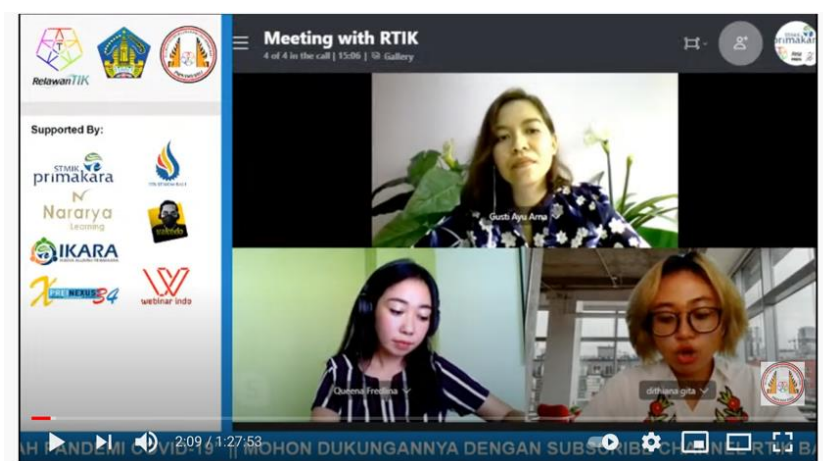 Meeting with RTIK
4 of 4 in the call | 15:06 | Gallery
RelawanTIK
Supported By:
STMIK
primakara
Nararya
Learning
IKARA
webinar indo
Gusti Ayu Ama
Queena Fredlina
dithiana gita
2:09 / 1:27:53
AH PANDEMI COVID-19 || MOHON DUKUNGANNYA DENGAN SUBSCRIBE CHANNEL RTIK BA